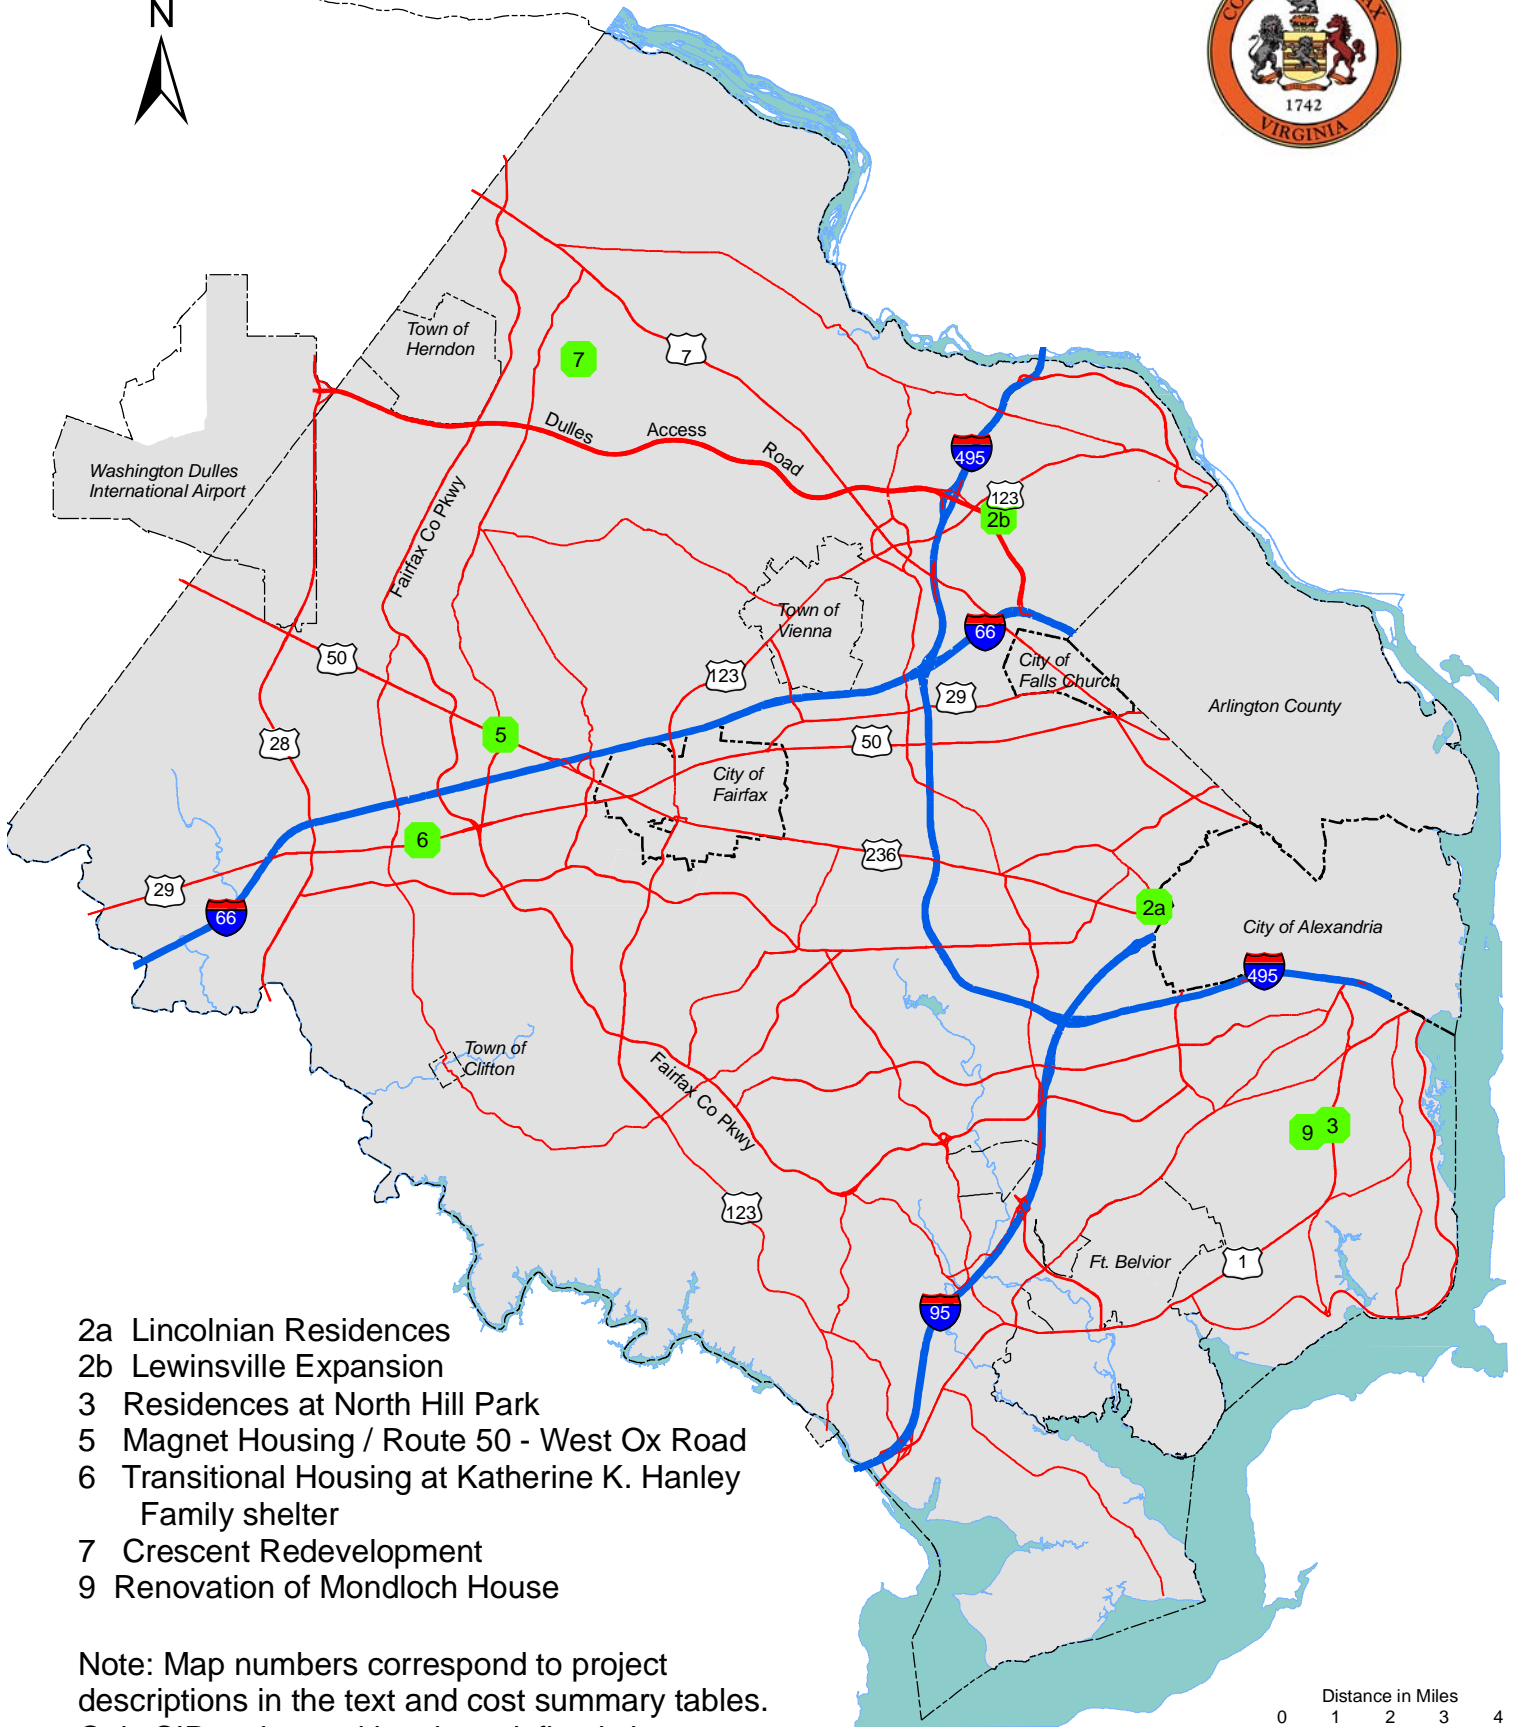 N
1742
VIRGINIA
Town of
Herndon
7
7
Dulles Access Road
495
123
2b
Washington Dulles
International Airport
Fairfax Co Pkwy
Town of
Vienna
66
City of
Falls Church
50
123
29
Arlington County
5
28
50
City of
Fairfax
6
236
29
66
2a
City of Alexandria
495
Town of
Clifton
Fairfax Co Pkwy
9
3
123
Ft. Belvior
1
95
2a Lincolnian Residences
2b Lewinsville Expansion
3 Residences at North Hill Park
5 Magnet Housing / Route 50 - West Ox Road
6 Transitional Housing at Katherine K. Hanley
Family shelter
7 Crescent Redevelopment
9 Renovation of Mondloch House
Note: Map numbers correspond to project
descriptions in the text and cost summary tables.
Distance in Miles
0 1 2 3 4